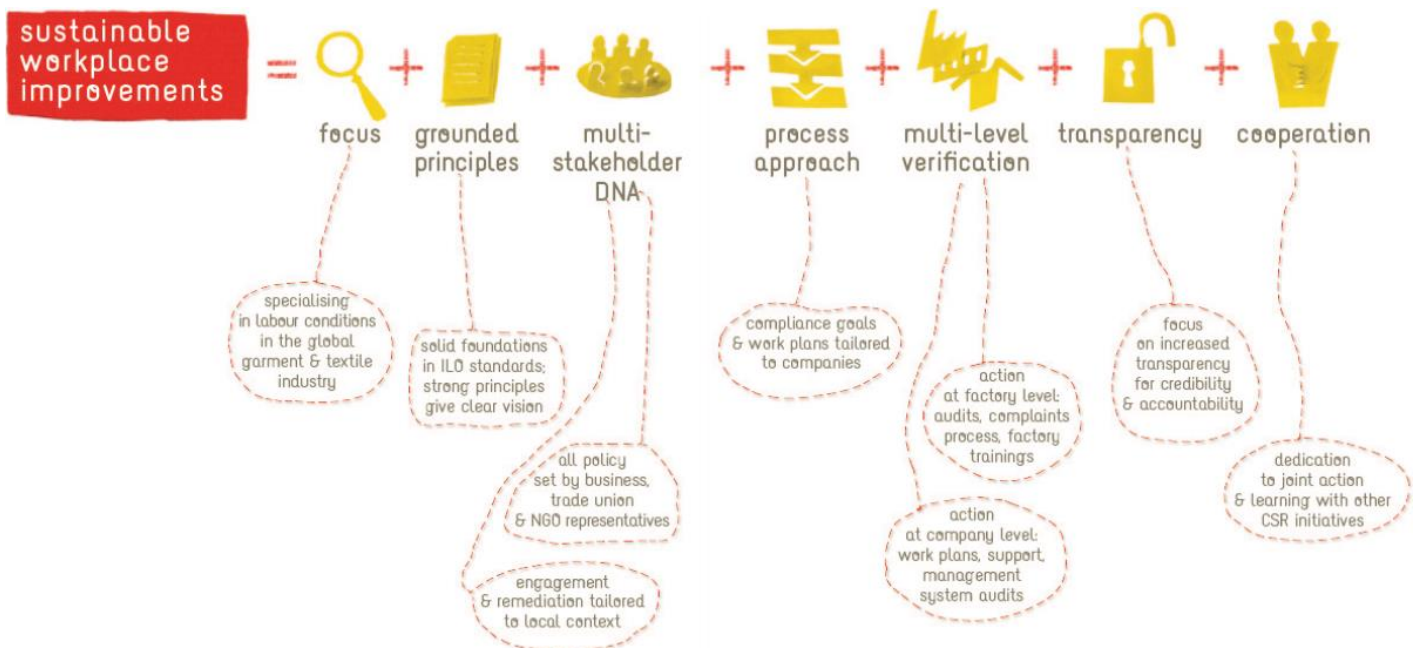 sustainable
workplace
improvements
=
+
+
+
+
+
+
focus
grounded
principles
multi-
stakeholder
DNA
process
approach
multi-level
verification
transparency
cooperation
specialising
in labour conditions
in the global
garment & textile
industry
solid foundations
in ILO standards;
strong principles
give clear vision
all policy
set by business,
trade union
& NGO representatives
engagement
& remediation tailored
to local context
compliance goals
& work plans tailored
to companies
action
at factory level:
audits, complaints
process, factory
trainings
action
at company level:
work plans, support,
management
system audits
focus
on increased
transparency
for credibility
& accountability
dedication
to joint action
& learning with other
CSR initiatives